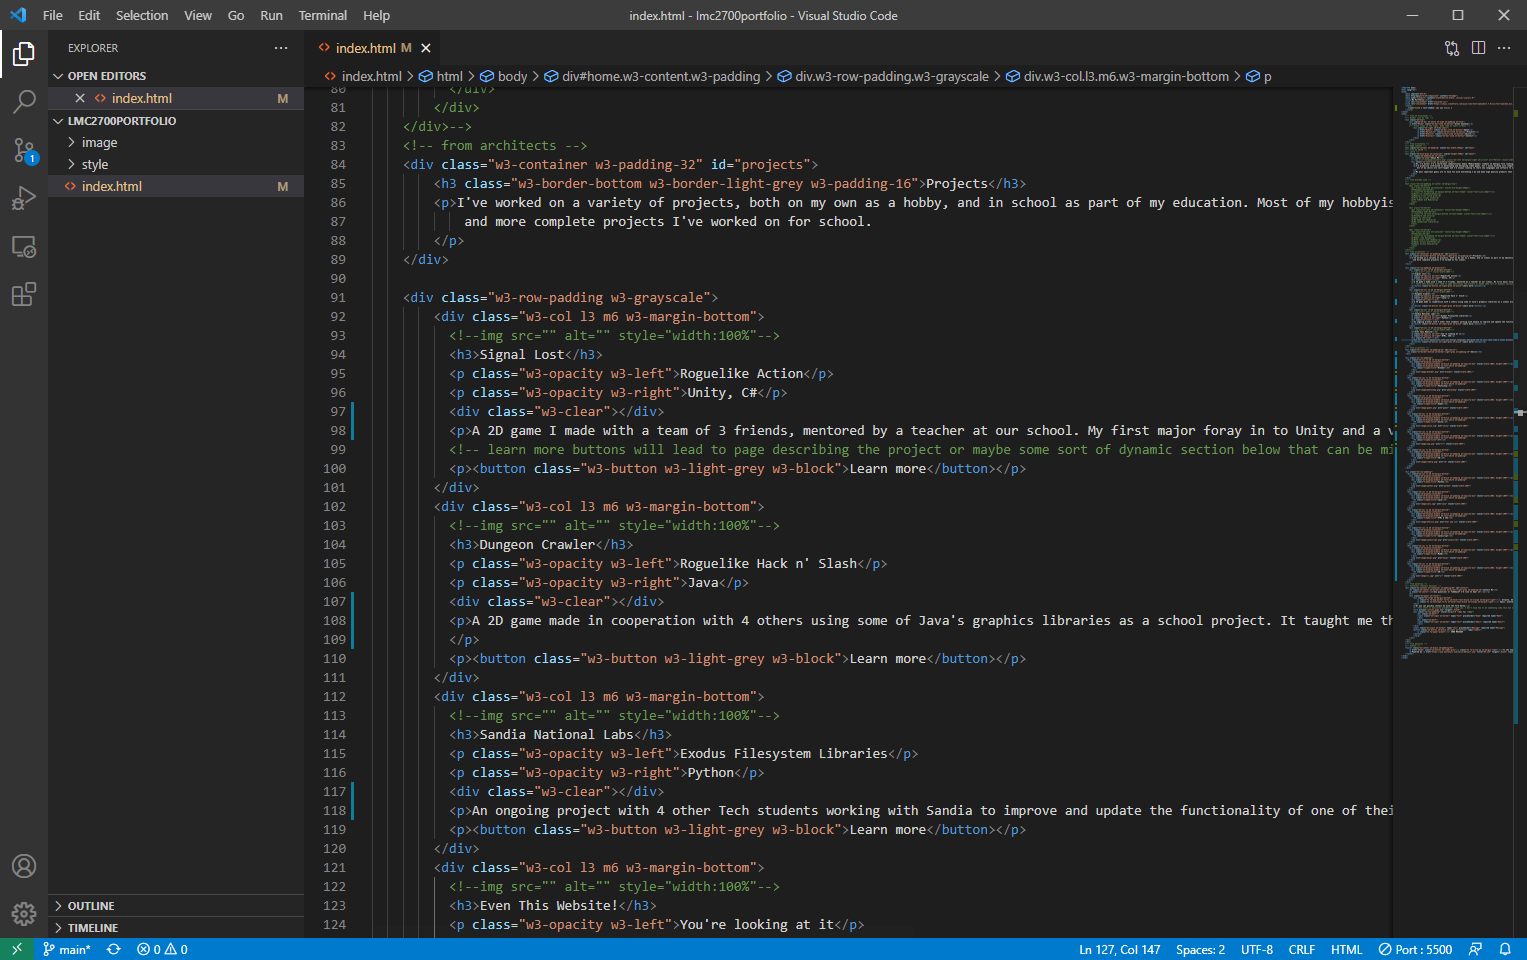 File Edit Selection View Go Run Terminal Help
index.html - lmc2700portfolio - Visual Studio Code
EXPLORER
OPEN EDITORS
index.html M
LMC2700PORTFOLIO
image
style
index.html M
OUTLINE
TIMELINE
index.html M
index.html > html > body > div#home.w3-content.w3-padding > div.w3-row-padding.w3-grayscale > div.w3-col.l3.m6.w3-margin-bottom > p
80 </div>
81 </div>
82 </div>-->
83 <!-- from architects -->
84 <div class="w3-container w3-padding-32" id="projects">
85 <h3 class="w3-border-bottom w3-border-light-grey w3-padding-16">Projects</h3>
86 <p>I've worked on a variety of projects, both on my own as a hobby, and in school as part of my education. Most of my hobbyis
87 and more complete projects I've worked on for school.
88 </p>
89 </div>
90
91 <div class="w3-row-padding w3-grayscale">
92 <div class="w3-col l3 m6 w3-margin-bottom">
93 <!--img src="" alt="" style="width:100%"-->
94 <h3>Signal Lost</h3>
95 <p class="w3-opacity w3-left">Roguelike Action</p>
96 <p class="w3-opacity w3-right">Unity, C#</p>
97 <div class="w3-clear"></div>
98 <p>A 2D game I made with a team of 3 friends, mentored by a teacher at our school. My first major foray in to Unity and a v
99 <!-- learn more buttons will lead to page describing the project or maybe some sort of dynamic section below that can be mi
100 <p><button class="w3-button w3-light-grey w3-block">Learn more</button></p>
101 </div>
102 <div class="w3-col l3 m6 w3-margin-bottom">
103 <!--img src="" alt="" style="width:100%"-->
104 <h3>Dungeon Crawler</h3>
105 <p class="w3-opacity w3-left">Roguelike Hack n' Slash</p>
106 <p class="w3-opacity w3-right">Java</p>
107 <div class="w3-clear"></div>
108 <p>A 2D game made in cooperation with 4 others using some of Java's graphics libraries as a school project. It taught me th
109 </p>
110 <p><button class="w3-button w3-light-grey w3-block">Learn more</button></p>
111 </div>
112 <div class="w3-col l3 m6 w3-margin-bottom">
113 <!--img src="" alt="" style="width:100%"-->
114 <h3>Sandia National Labs</h3>
115 <p class="w3-opacity w3-left">Exodus Filesystem Libraries</p>
116 <p class="w3-opacity w3-right">Python</p>
117 <div class="w3-clear"></div>
118 <p>An ongoing project with 4 other Tech students working with Sandia to improve and update the functionality of one of thei
119 <p><button class="w3-button w3-light-grey w3-block">Learn more</button></p>
120 </div>
121 <div class="w3-col l3 m6 w3-margin-bottom">
122 <!--img src="" alt="" style="width:100%"-->
123 <h3>Even This Website!</h3>
124 <p class="w3-opacity w3-left">You're looking at it</p>
1
main* 0 0 Ln 127, Col 147 Spaces: 2 UTF-8 CRLF HTML Port : 5500